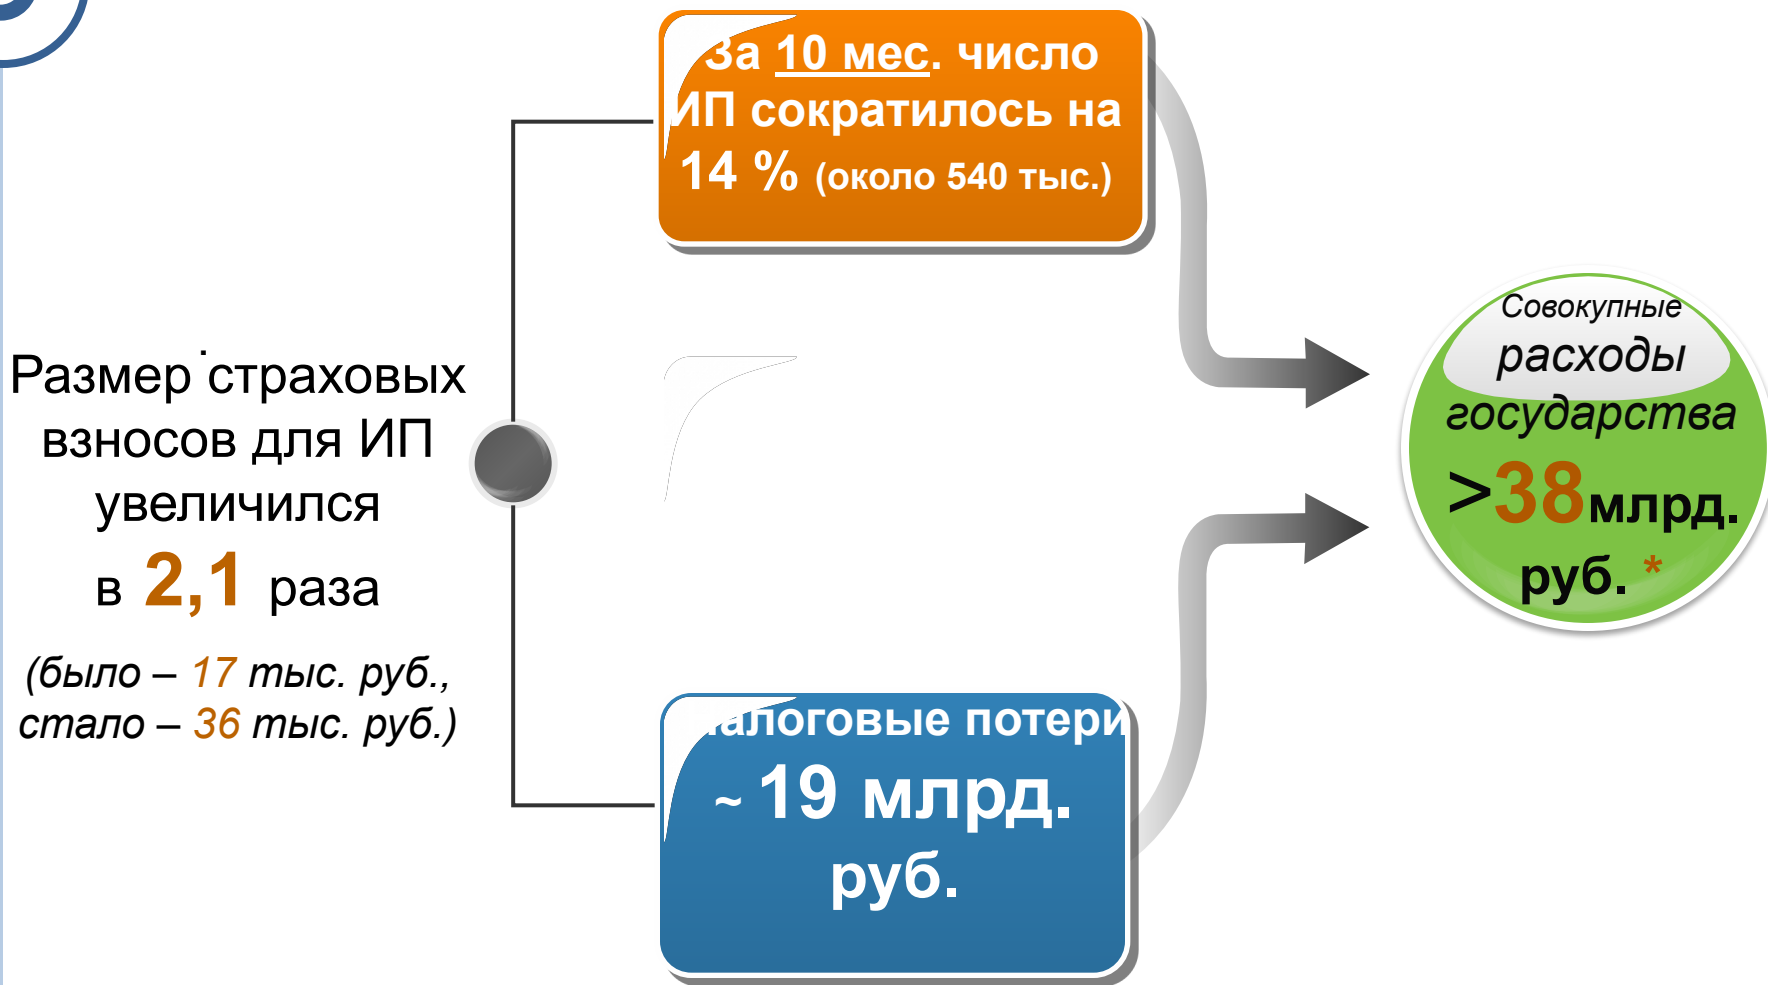 Размер страховых
взносов для ИП
увеличился
в 2,1 раза
(было – 17 тыс. руб.,
стало – 36 тыс. руб.)
За 10 мес. число
ИП сократилось на
14 % (около 540 тыс.)
Налоговые потери
~ 19 млрд.
руб.
Совокупные
расходы
государства
>38 млрд.
руб. *